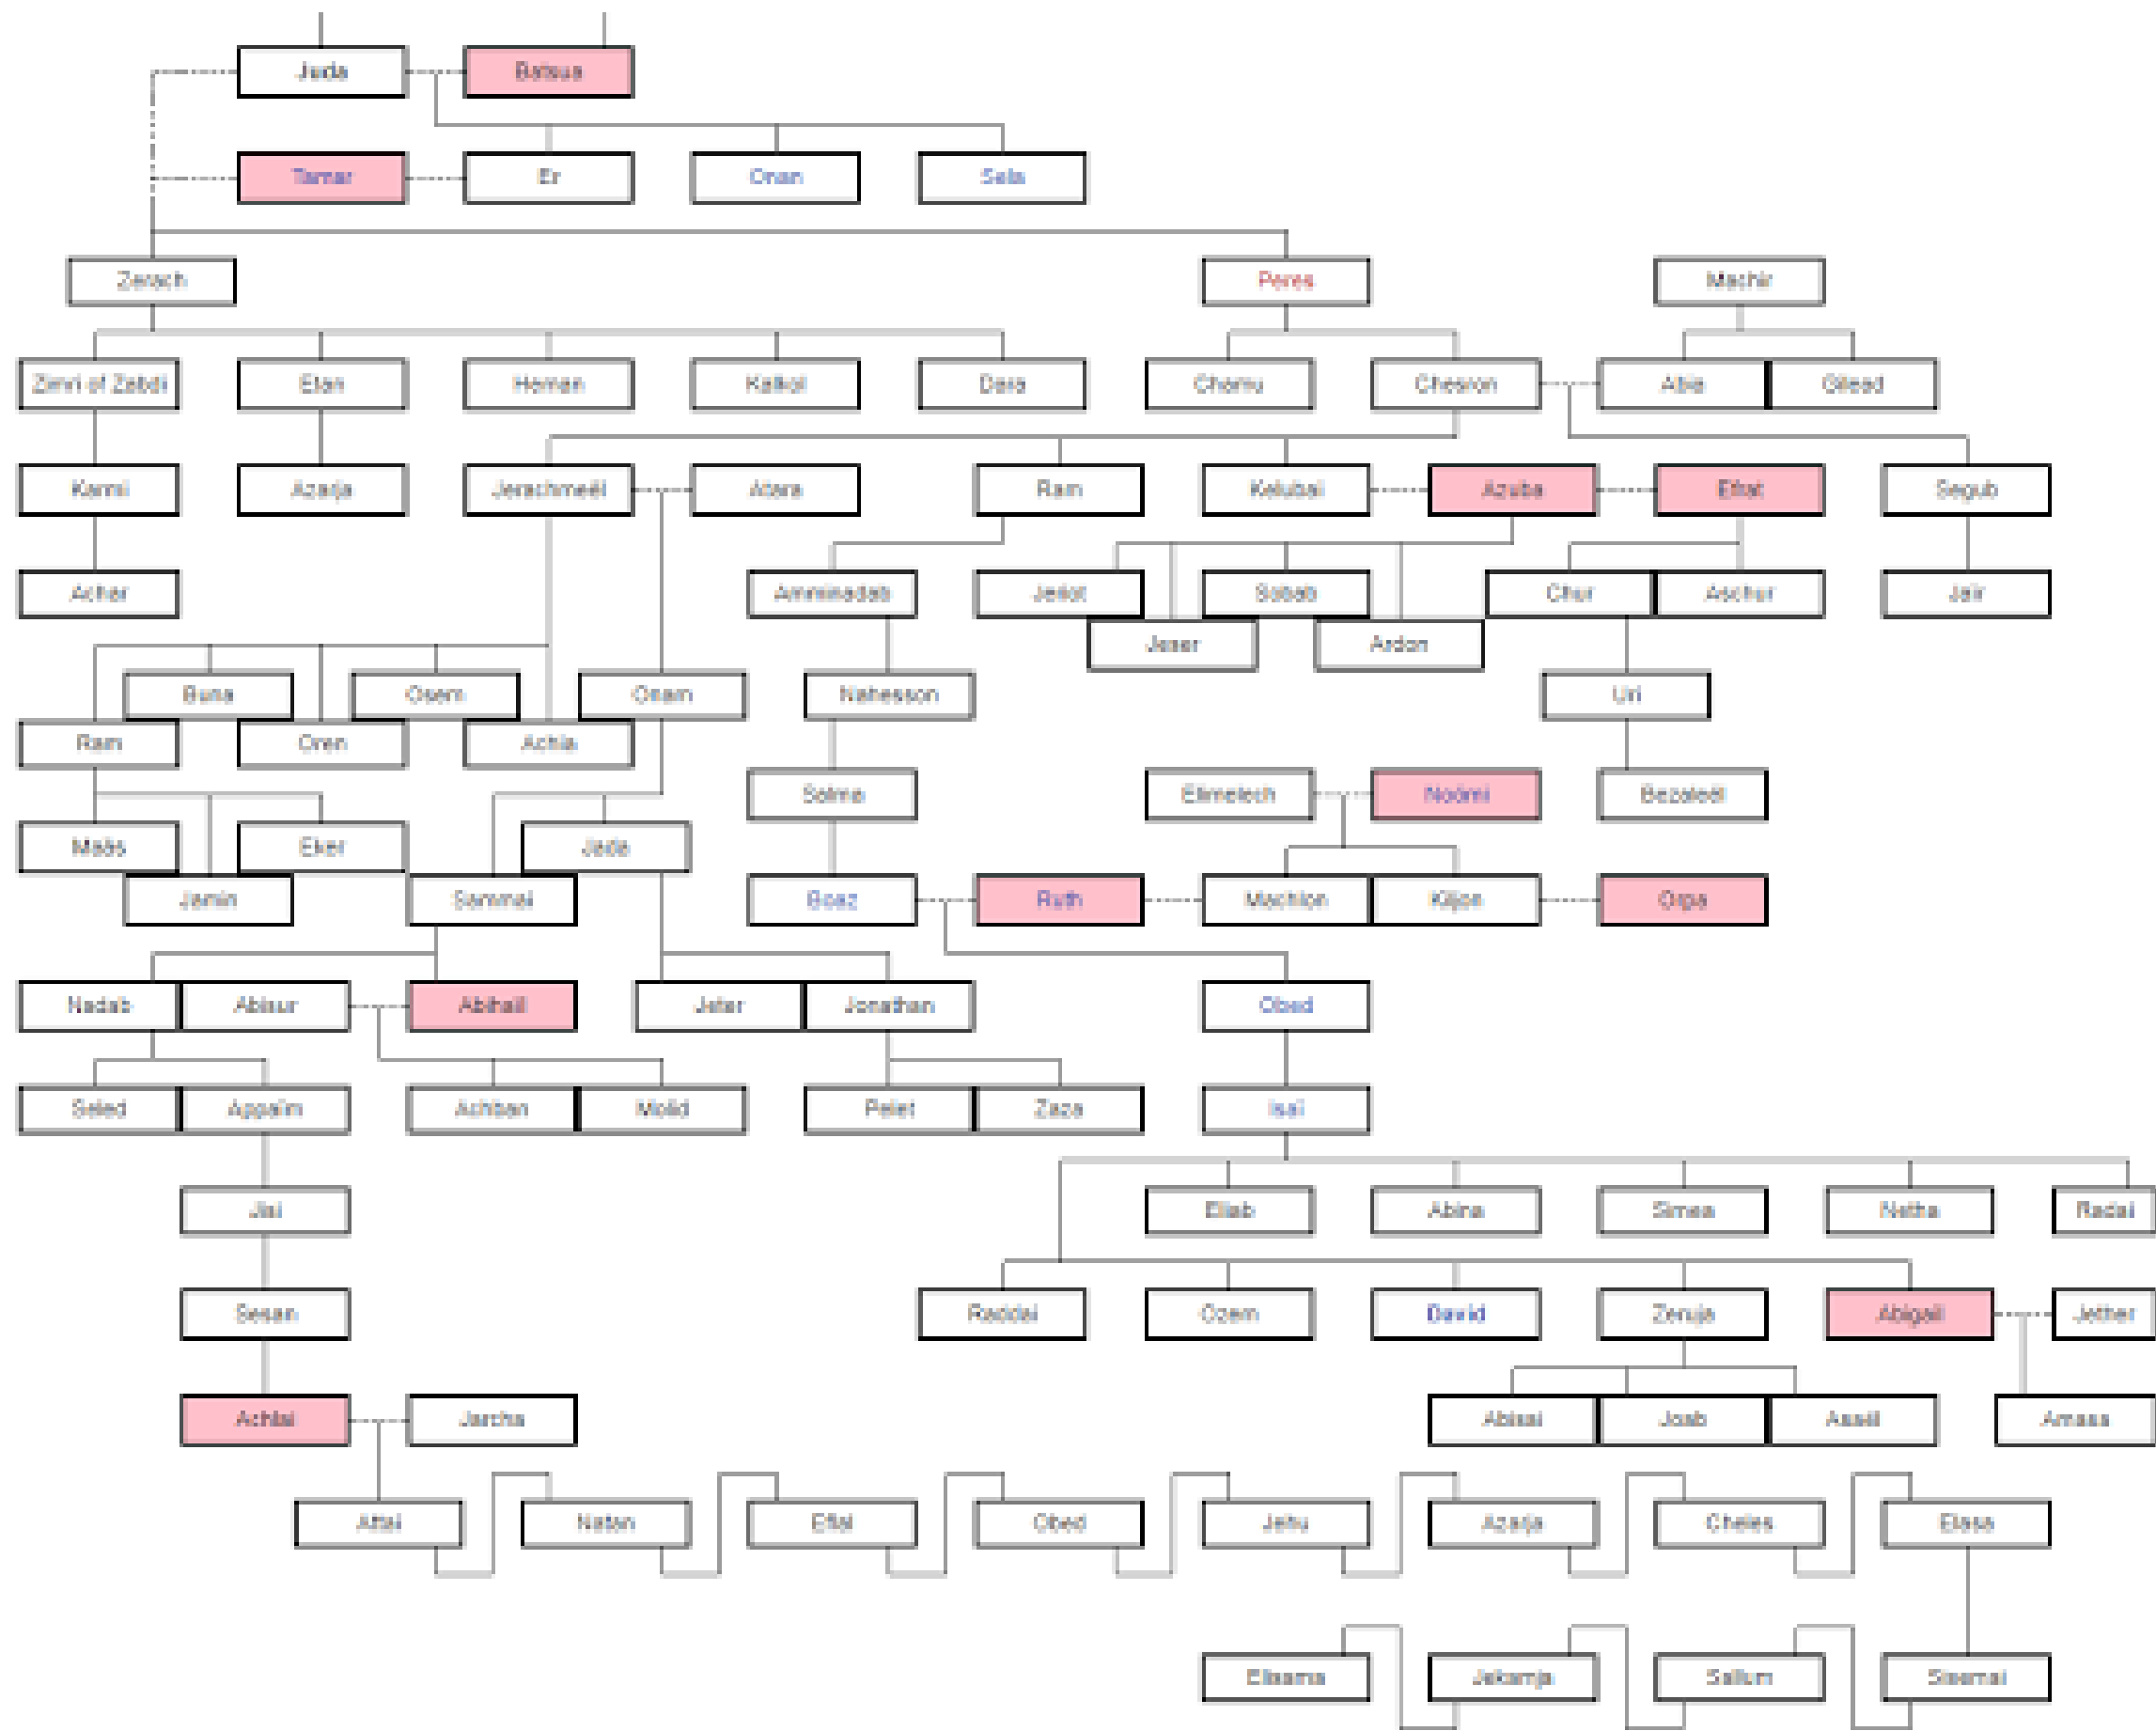 Juda Batsua
Tamar Er Onan Sela
Zerach Peres Machir
Zimri of Zabdi Etan Heman Kalkol Dara Chamu Chesron Abia Gilead
Karmi Azarja Jerachmeël Atara Ram Kelubai Azuba Efrat Segub
Achar Amminadab Jeriot Sobab Chur Aschur Jaïr
Jeser Ardon
Buna Osem Onam Nahesson Uri
Ram Oren Achia
Salma Elimelech Noömi Bezaleël
Maäs Eker Jada
Jamin Sammai Boaz Ruth Machlon Kiljon Orpa
Nadab Abisur Abihaïl Jeter Jonathan Obed
Seled Appaïm Achban Molid Pelet Zaza Isaï
Jisi Eliab Abina Simea Netha Radai
Sesan Raddai Ozem David Zeruja Abigaïl Jether
Achlai Jarcha Abisai Joab Asaël Amasa
Attai Natan Eflal Obed Jehu Azarja Cheles Elasa
Elisama Jekamja Sallum Sisemai